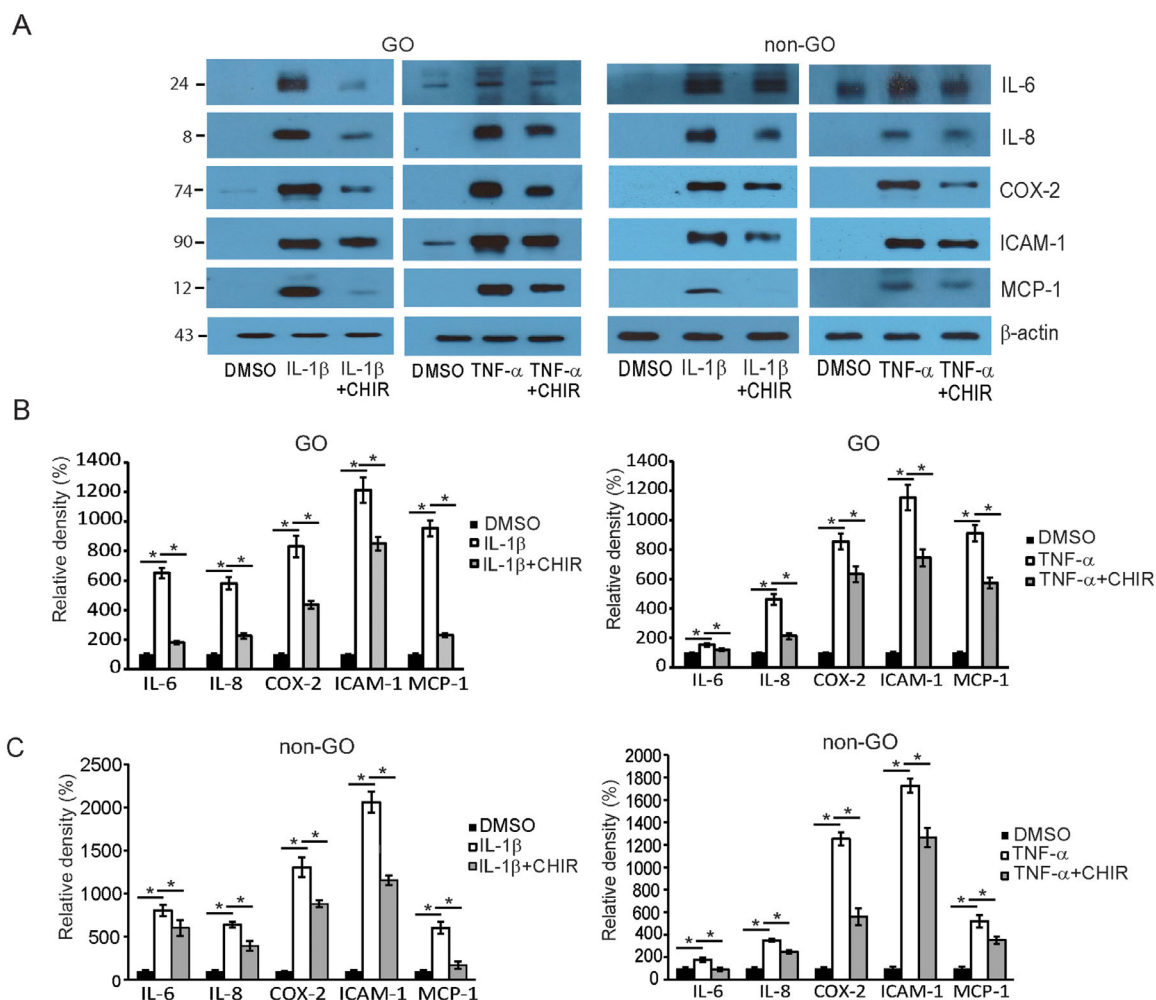 A
GO
non-GO
24
IL-6
8
IL-8
74
COX-2
90
ICAM-1
12
MCP-1
43
β-actin
DMSO IL-1β IL-1β +CHIR
DMSO TNF-α TNF-α +CHIR
DMSO IL-1β IL-1β +CHIR
DMSO TNF-α TNF-α +CHIR
B
GO
Relative density (%)
1400
1200
1000
800
600
400
200
0
* * * * * * * * * *
IL-6 IL-8 COX-2 ICAM-1 MCP-1
DMSO
IL-1β
IL-1β+CHIR
GO
Relative density (%)
1400
1200
1000
800
600
400
200
0
* * * * * * * * * *
IL-6 IL-8 COX-2 ICAM-1 MCP-1
DMSO
TNF-α
TNF-α+CHIR
C
non-GO
Relative density (%)
2500
2000
1500
1000
500
0
* * * * * * * * * *
IL-6 IL-8 COX-2 ICAM-1 MCP-1
DMSO
IL-1β
IL-1β+CHIR
non-GO
Relative density (%)
2000
1800
1600
1400
1200
1000
800
600
400
200
0
* * * * * * * * * *
IL-6 IL-8 COX-2 ICAM-1 MCP-1
DMSO
TNF-α
TNF-α+CHIR